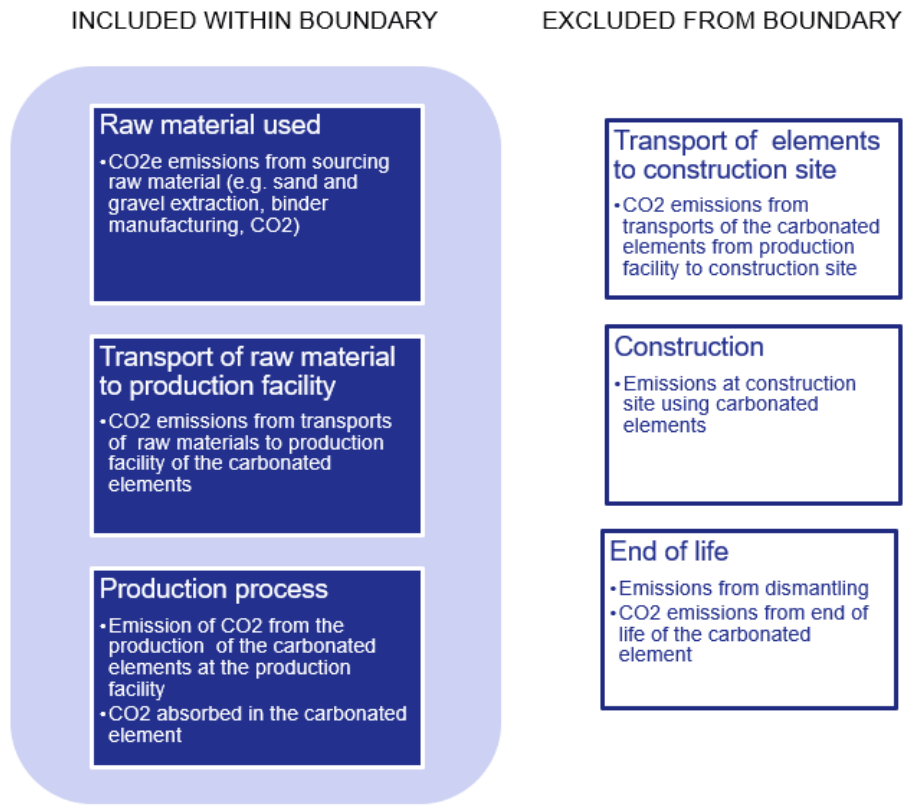 INCLUDED WITHIN BOUNDARY
Raw material used
•CO2e emissions from sourcing
raw material (e.g. sand and
gravel extraction, binder
manufacturing, CO2)
Transport of raw material
to production facility
•CO2 emissions from transports
of raw materials to production
facility of the carbonated
elements
Production process
•Emission of CO2 from the
production of the carbonated
elements at the production
facility
•CO2 absorbed in the carbonated
element
EXCLUDED FROM BOUNDARY
Transport of elements
to construction site
•CO2 emissions from
transports of the carbonated
elements from production
facility to construction site
Construction
•Emissions at construction
site using carbonated
elements
End of life
•Emissions from dismantling
•CO2 emissions from end of
life of the carbonated
element